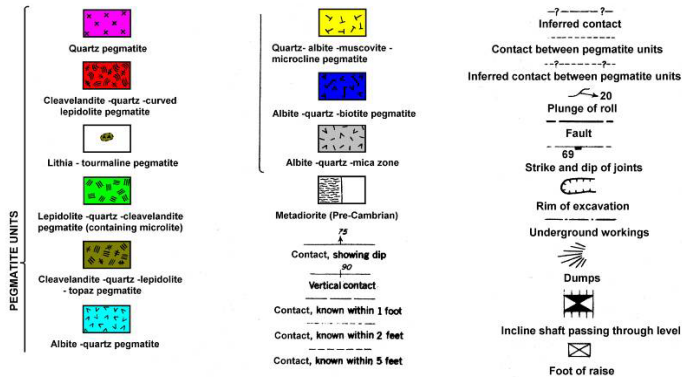 PEGMATITE UNITS
Quartz pegmatite
Cleavelandite -quartz -curved
lepidolite pegmatite
Lithia - tourmaline pegmatite
Lepidolite -quartz -cleavelandite
pegmatite (containing microlite)
Cleavelandite -quartz -lepidolite
- topaz pegmatite
Albite -quartz pegmatite
Quartz- albite -muscovite -
microcline pegmatite
Albite -quartz -biotite pegmatite
Albite -quartz -mica zone
Metadiorite (Pre-Cambrian)
75
Contact, showing dip
90
Vertical contact
Contact, known within 1 foot
Contact, known within 2 feet
Contact, known within 5 feet
? ?
Inferred contact
Contact between pegmatite units
? ?
Inferred contact between pegmatite units
20
Plunge of roll
Fault
69
Strike and dip of joints
Rim of excavation
Underground workings
Dumps
Incline shaft passing through level
Foot of raise